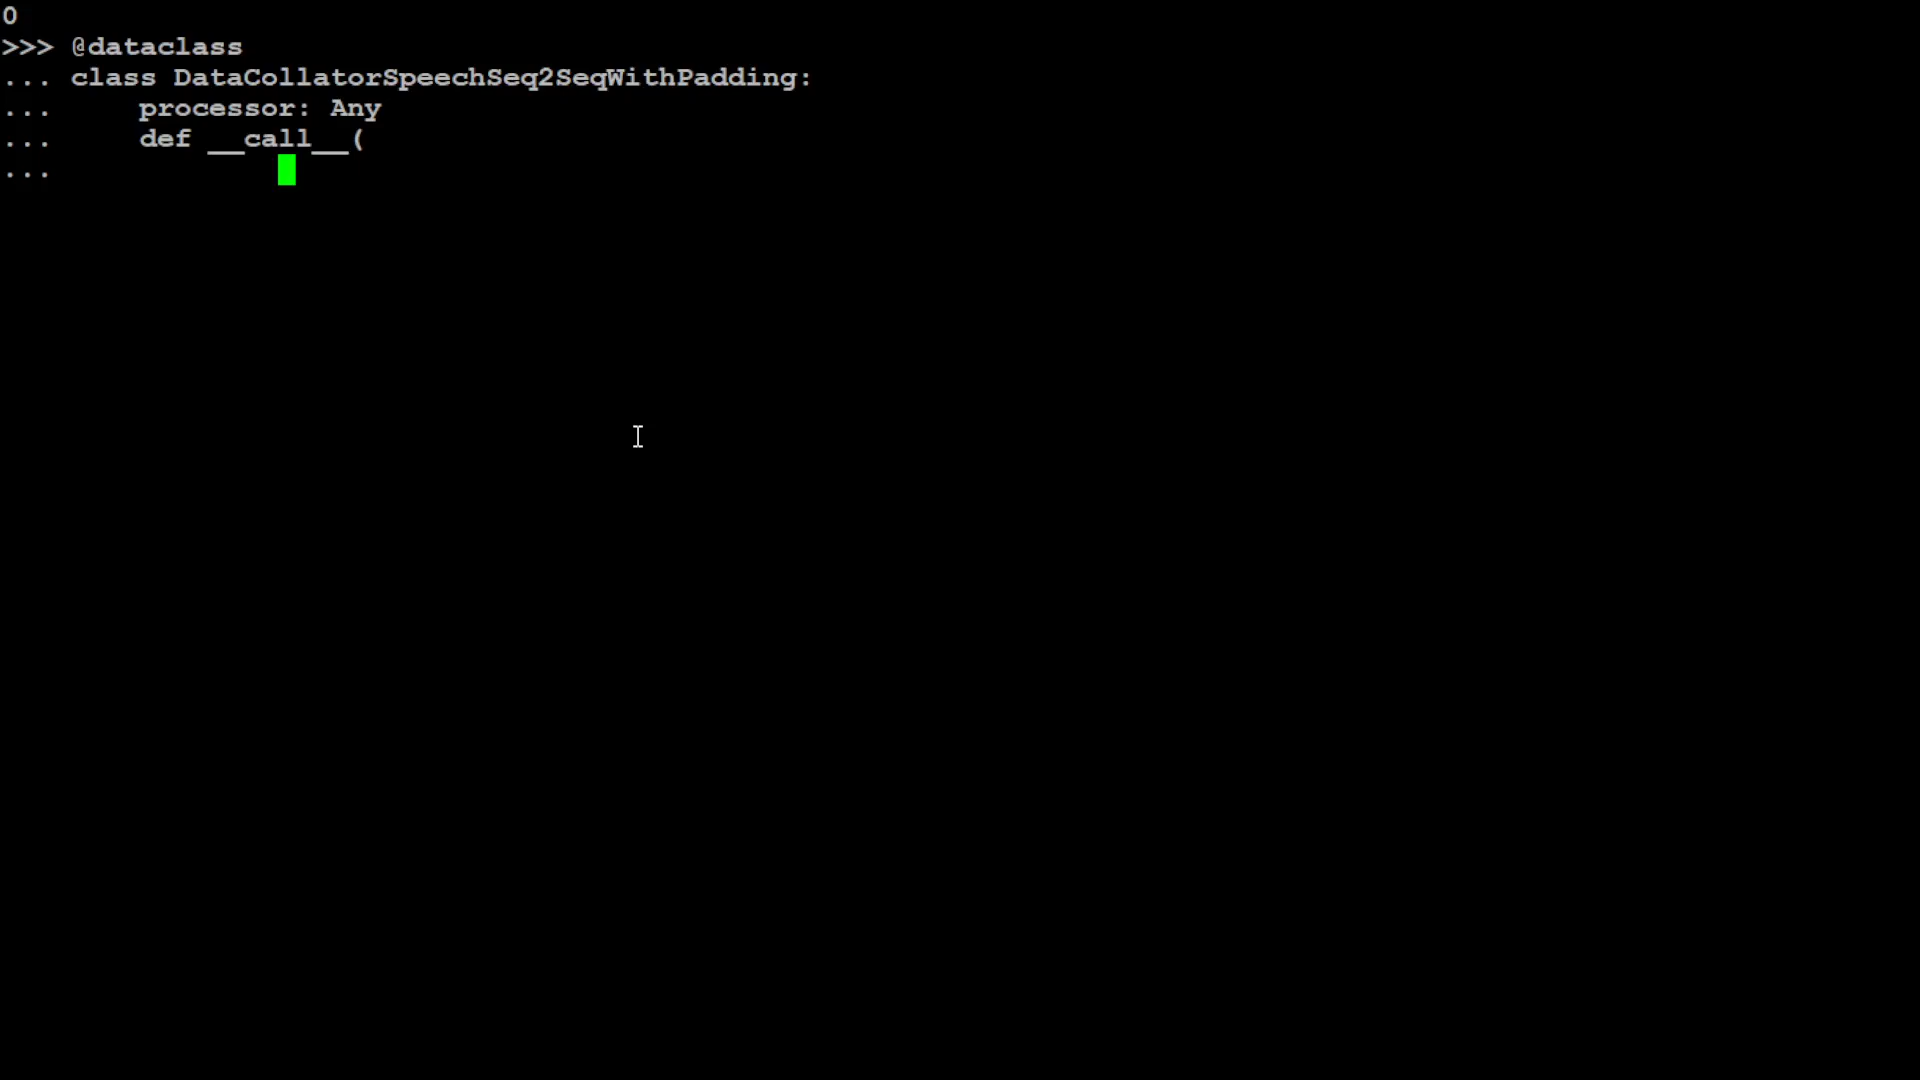 0
>>> @dataclass
... class DataCollatorSpeechSeq2SeqWithPadding:
...     processor: Any
...     def __call__(
...